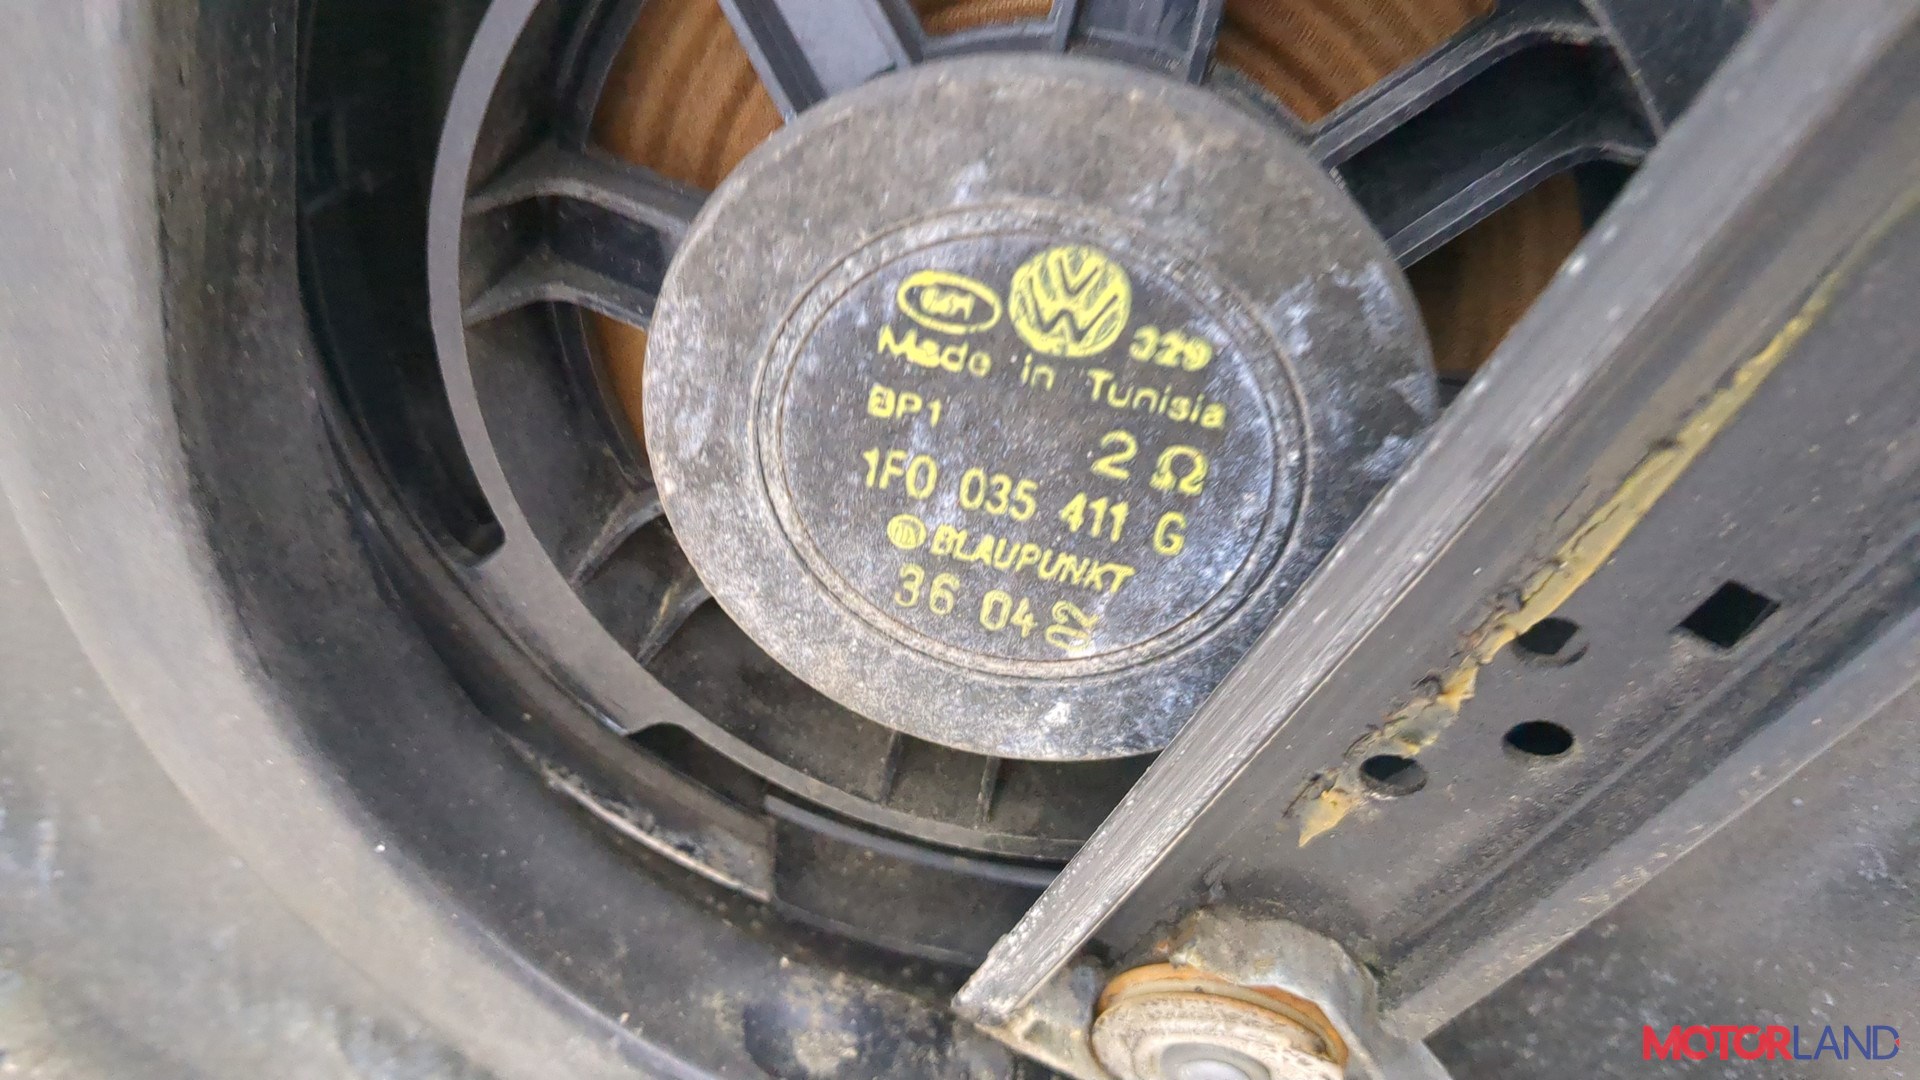 329
Made in Tunisia
BP1
2 Ω
1F0 035 411 G
BLAUPUNKT
36 04
MOTORLAND